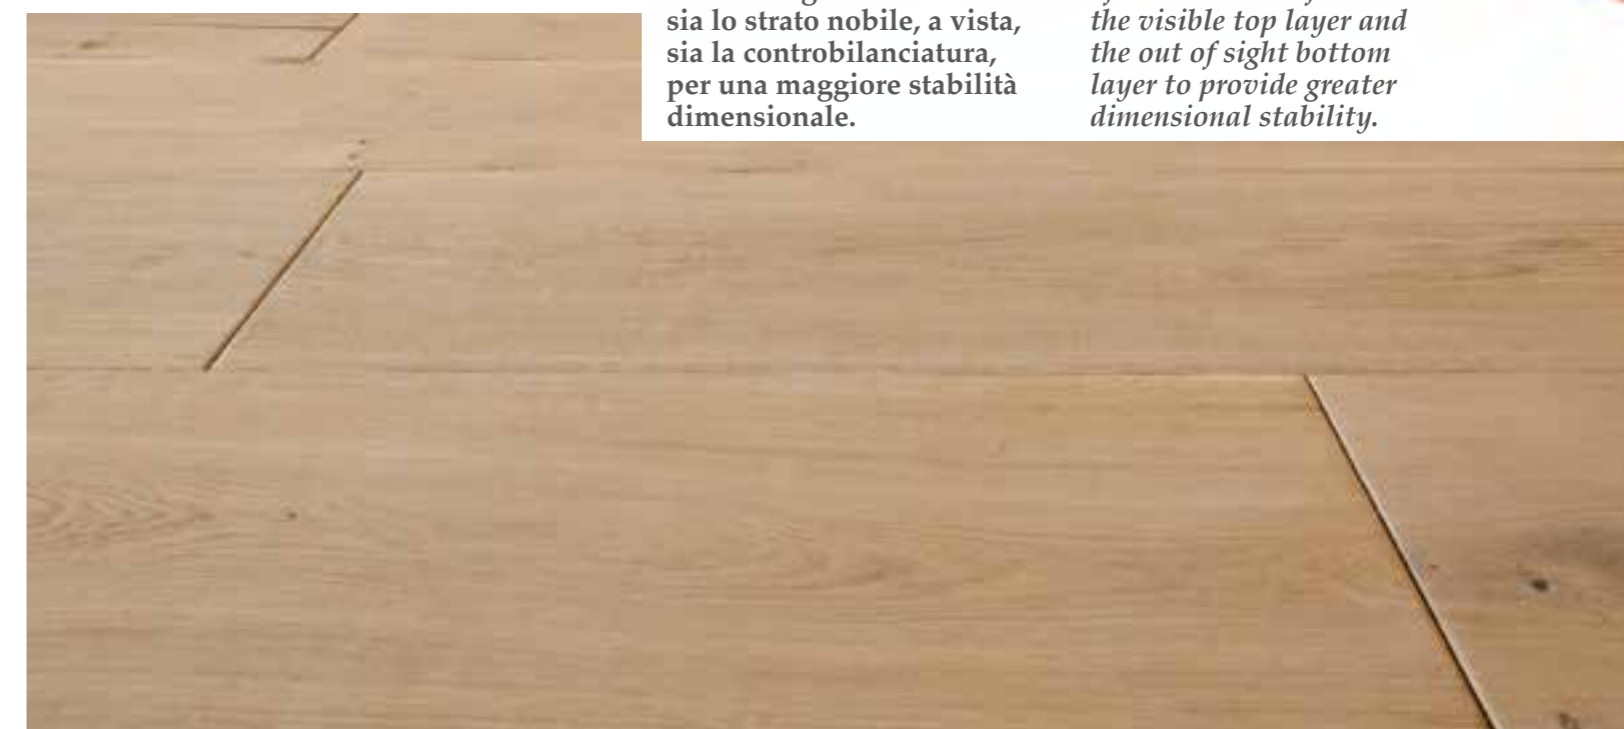 sia lo strato nobile, a vista,
sia la controbilanciatura,
per una maggiore stabilità
dimensionale.
the visible top layer and
the out of sight bottom
layer to provide greater
dimensional stability.